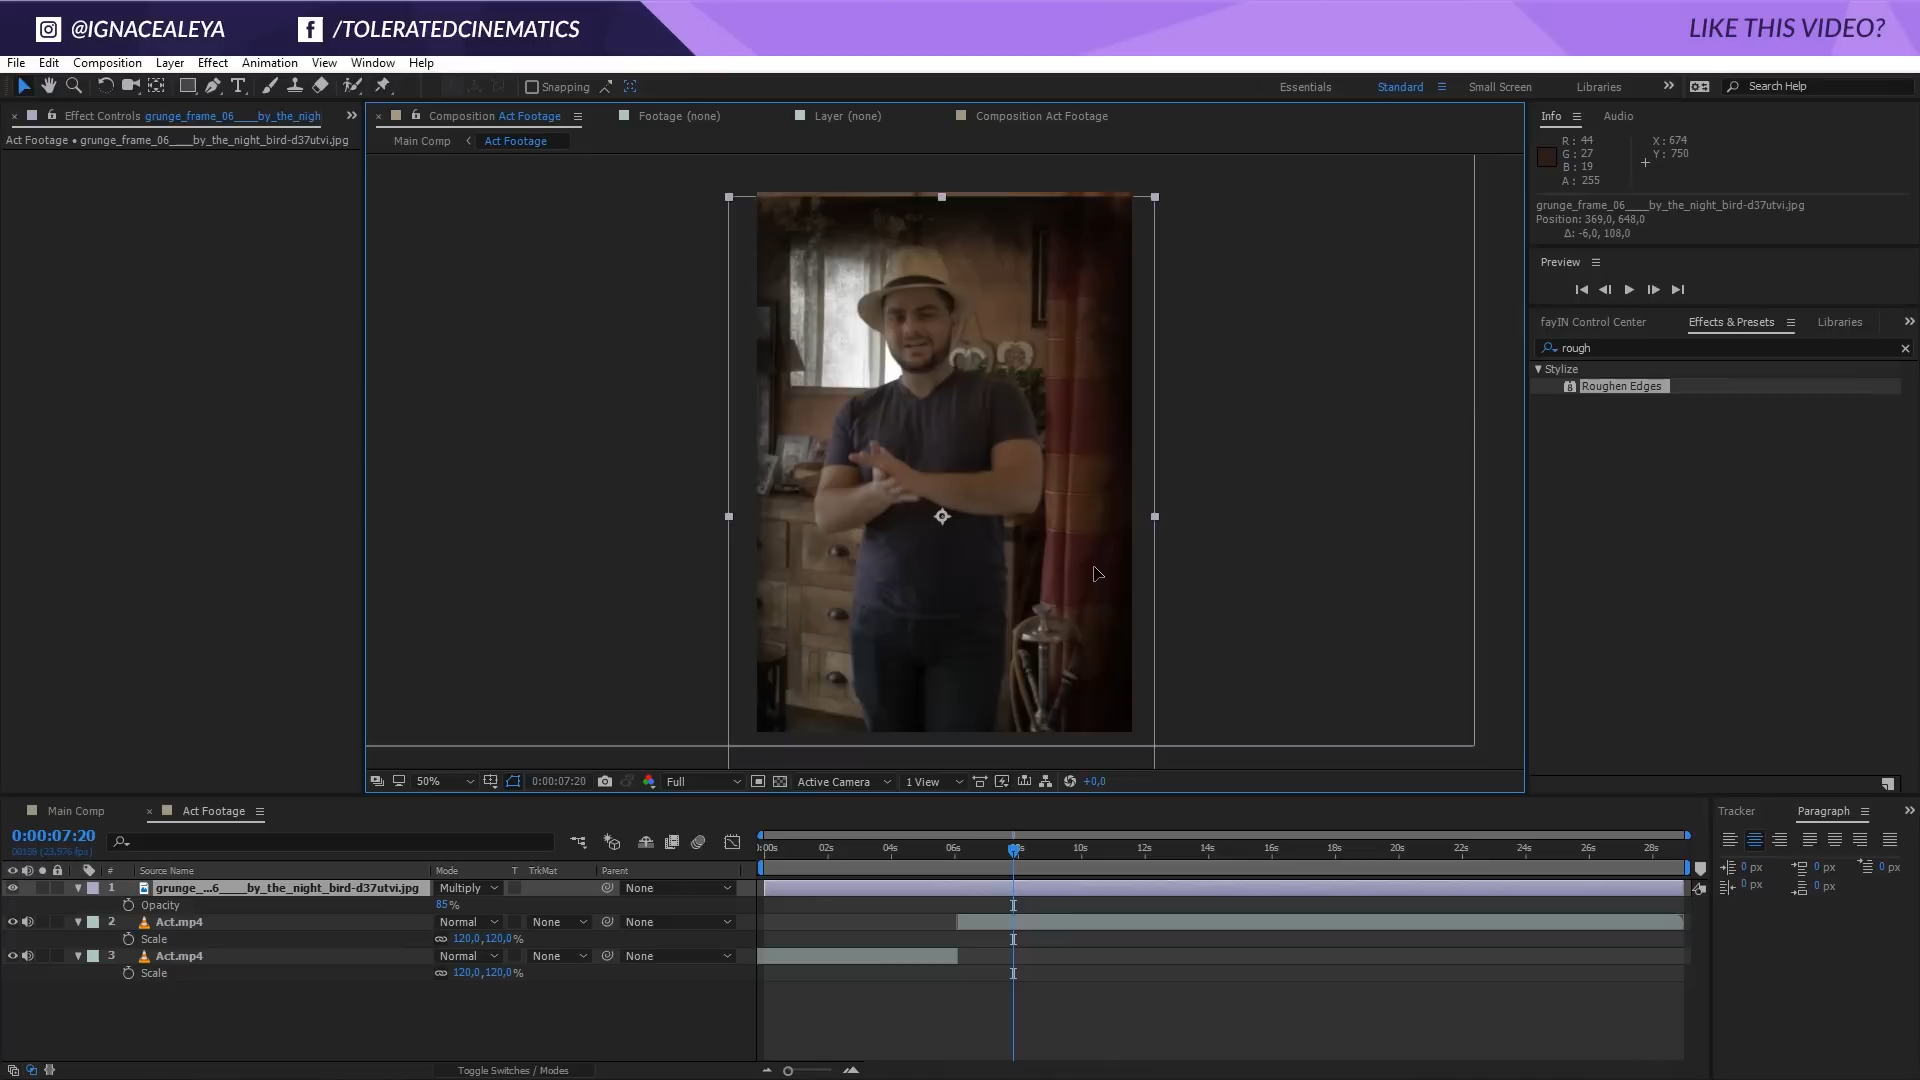 @IGNACEALEYA
/TOLERATEDCINEMATICS
LIKE THIS VIDEO?
File Edit Composition Layer Effect Animation View Window Help
Snapping
Essentials Standard Small Screen Libraries Search Help
Effect Controls grunge_frame_06____by_the_nigh
Act Footage • grunge_frame_06____by_the_night_bird-d37utvi.jpg
Composition Act Footage
Footage (none)
Layer (none)
Composition Act Footage
Main Comp < Act Footage
Info Audio
R: 44
G: 27
B: 19
A: 255
X: 674
Y: 750
grunge_frame_06____by_the_night_bird-d37utvi.jpg
Position: 369,0, 648,0
Δ: -6,0, 108,0
Preview
fayIN Control Center Effects & Presets Libraries
rough
Stylize
Roughen Edges
50% 0:00:07:20 Full Active Camera 1 View +0,0
Main Comp Act Footage
0:00:07:20
# Source Name Mode T TrkMat Parent
1 grunge_...6____by_the_night_bird-d37utvi.jpg Multiply None
Opacity 85%
2 Act.mp4 Normal None None
Scale 120,0,120,0%
3 Act.mp4 Normal None None
Scale 120,0,120,0%
02s 04s 06s 10s 12s 14s 16s 18s 20s 22s 24s 26s 28s
Toggle Switches / Modes
Tracker Paragraph
0 px 0 px 0 px
0 px 0 px